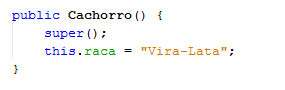 public Cachorro() {
    super();
    this.raca = "Vira-Lata";
}